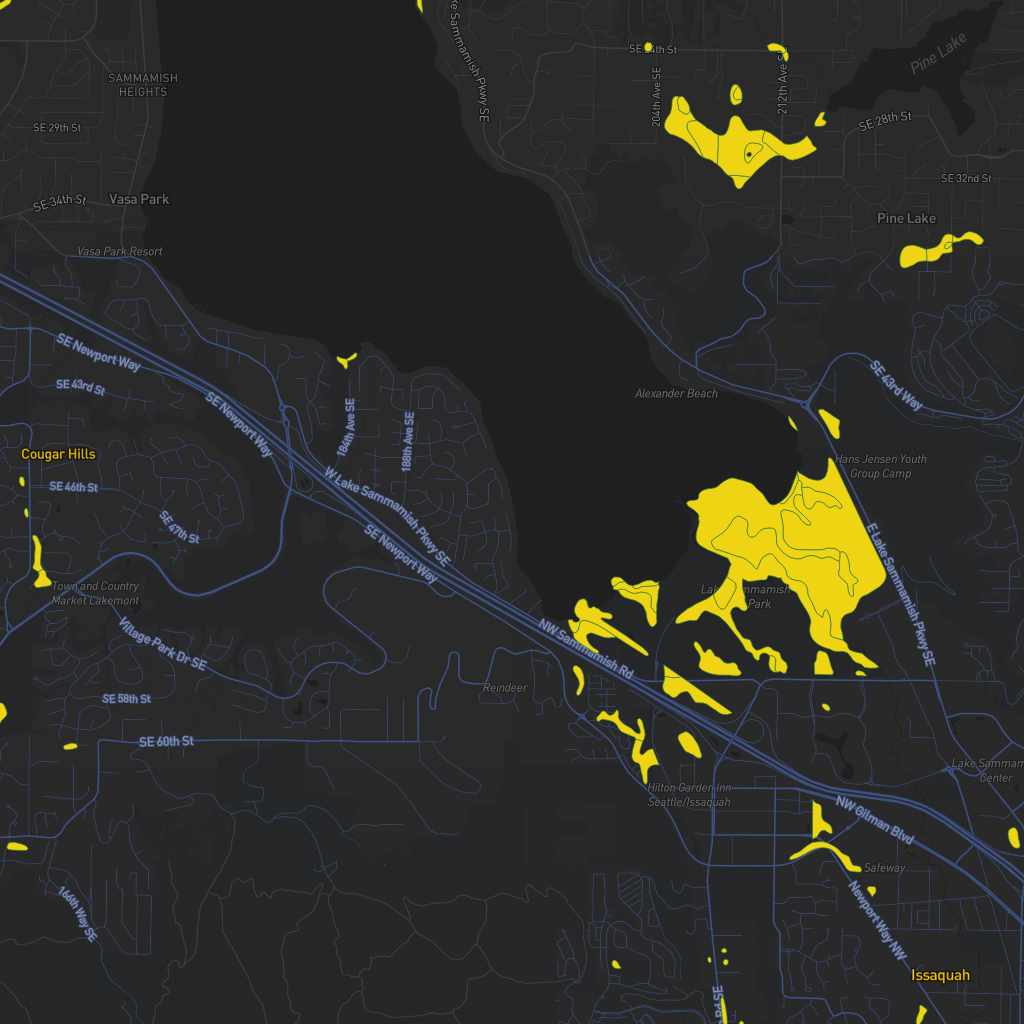 Lake Sammamish Pkwy SE
SE 24th St
Pine Lake
SAMMAMISH
HEIGHTS
204th Ave SE
212th Ave SE
SE 29th St
SE 28th St
SE 32nd St
SE 34th St
Vasa Park
Pine Lake
Vasa Park Resort
SE Newport Way
SE 43rd St
SE Newport Way
Alexander Beach
SE 43rd Way
184th Ave SE
188th Ave SE
Cougar Hills
Hans Jensen Youth
Group Camp
SE 46th St
W Lake Sammamish Pkwy SE
SE 47th St
SE Newport Way
E Lake Sammamish Pkwy SE
Town and Country
Market Lakemont
Lake Sammamish
Park
Village Park Dr SE
NW Sammamish Rd
Reindeer
SE 58th St
SE 60th St
Lake Sammam
Center
Hilton Garden Inn
Seattle/Issaquah
NW Gilman Blvd
Safeway
166th Way SE
Newport Way NW
Issaquah
Rd SE